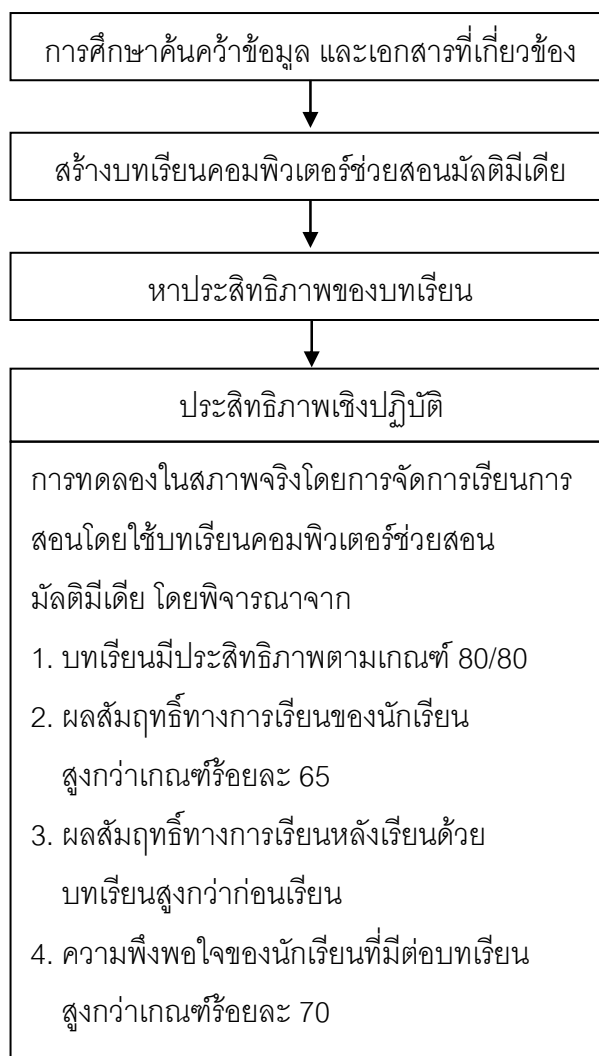 การศึกษาค้นคว้าข้อมูล และเอกสารที่เกี่ยวข้อง
สร้างบทเรียนคอมพิวเตอร์ช่วยสอนมัลติมีเดีย
หาประสิทธิภาพของบทเรียน
ประสิทธิภาพเชิงปฏิบัติ
การทดลองในสภาพจริงโดยการจัดการเรียนการ
สอนโดยใช้บทเรียนคอมพิวเตอร์ช่วยสอน
มัลติมีเดีย โดยพิจารณาจาก
1. บทเรียนมีประสิทธิภาพตามเกณฑ์ 80/80
2. ผลสัมฤทธิ์ทางการเรียนของนักเรียน
สูงกว่าเกณฑ์ร้อยละ 65
3. ผลสัมฤทธิ์ทางการเรียนหลังเรียนด้วย
บทเรียนสูงกว่าก่อนเรียน
4. ความพึงพอใจของนักเรียนที่มีต่อบทเรียน
สูงกว่าเกณฑ์ร้อยละ 70